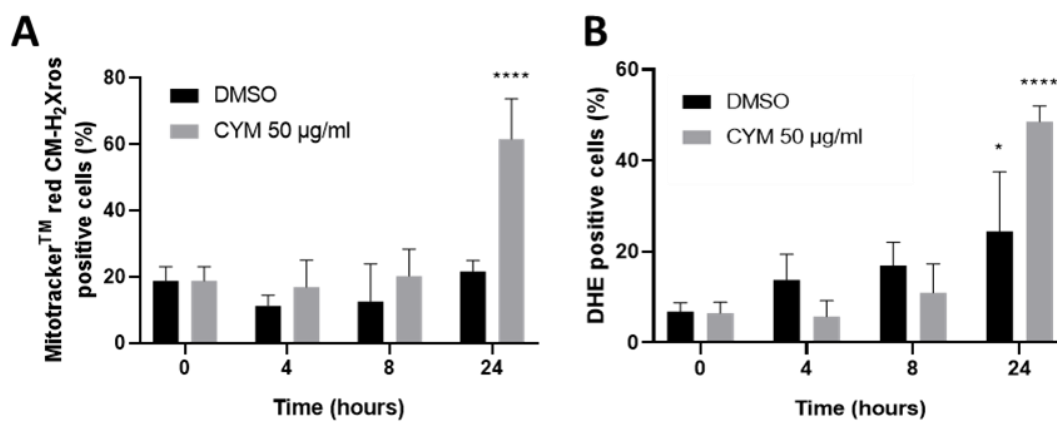 A
Mitotracker™ red CM-H₂Xros
positive cells (%)
80
60
40
20
0
DMSO
CYM 50 µg/ml
****
0 4 8 24
Time (hours)
B
DHE positive cells (%)
60
40
20
0
DMSO
CYM 50 µg/ml
*
****
0 4 8 24
Time (hours)